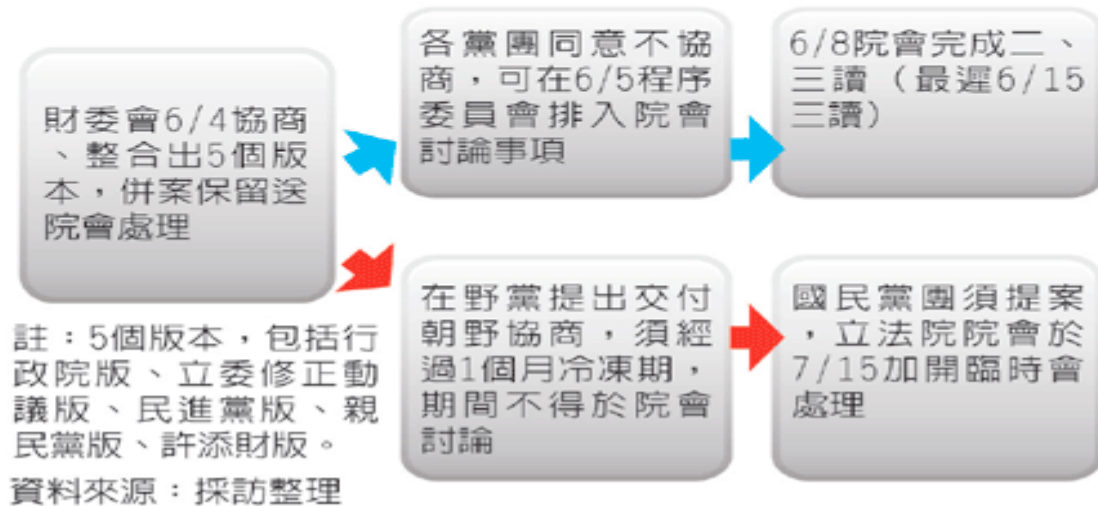 財委會6/4協商
、整合出5個版
本，併案保留送
院會處理
各黨團同意不協
商，可在6/5程序
委員會排入院會
討論事項
6/8院會完成二、
三讀（最遲6/15
三讀）
在野黨提出交付
朝野協商，須經
過1個月冷凍期，
期間不得於院會
討論
國民黨團須提案
，立法院院會於
7/15加開臨時會
處理
註：5個版本，包括行
政院版、立委修正動
議版、民進黨版、親
民黨版、許添財版。
資料來源：採訪整理